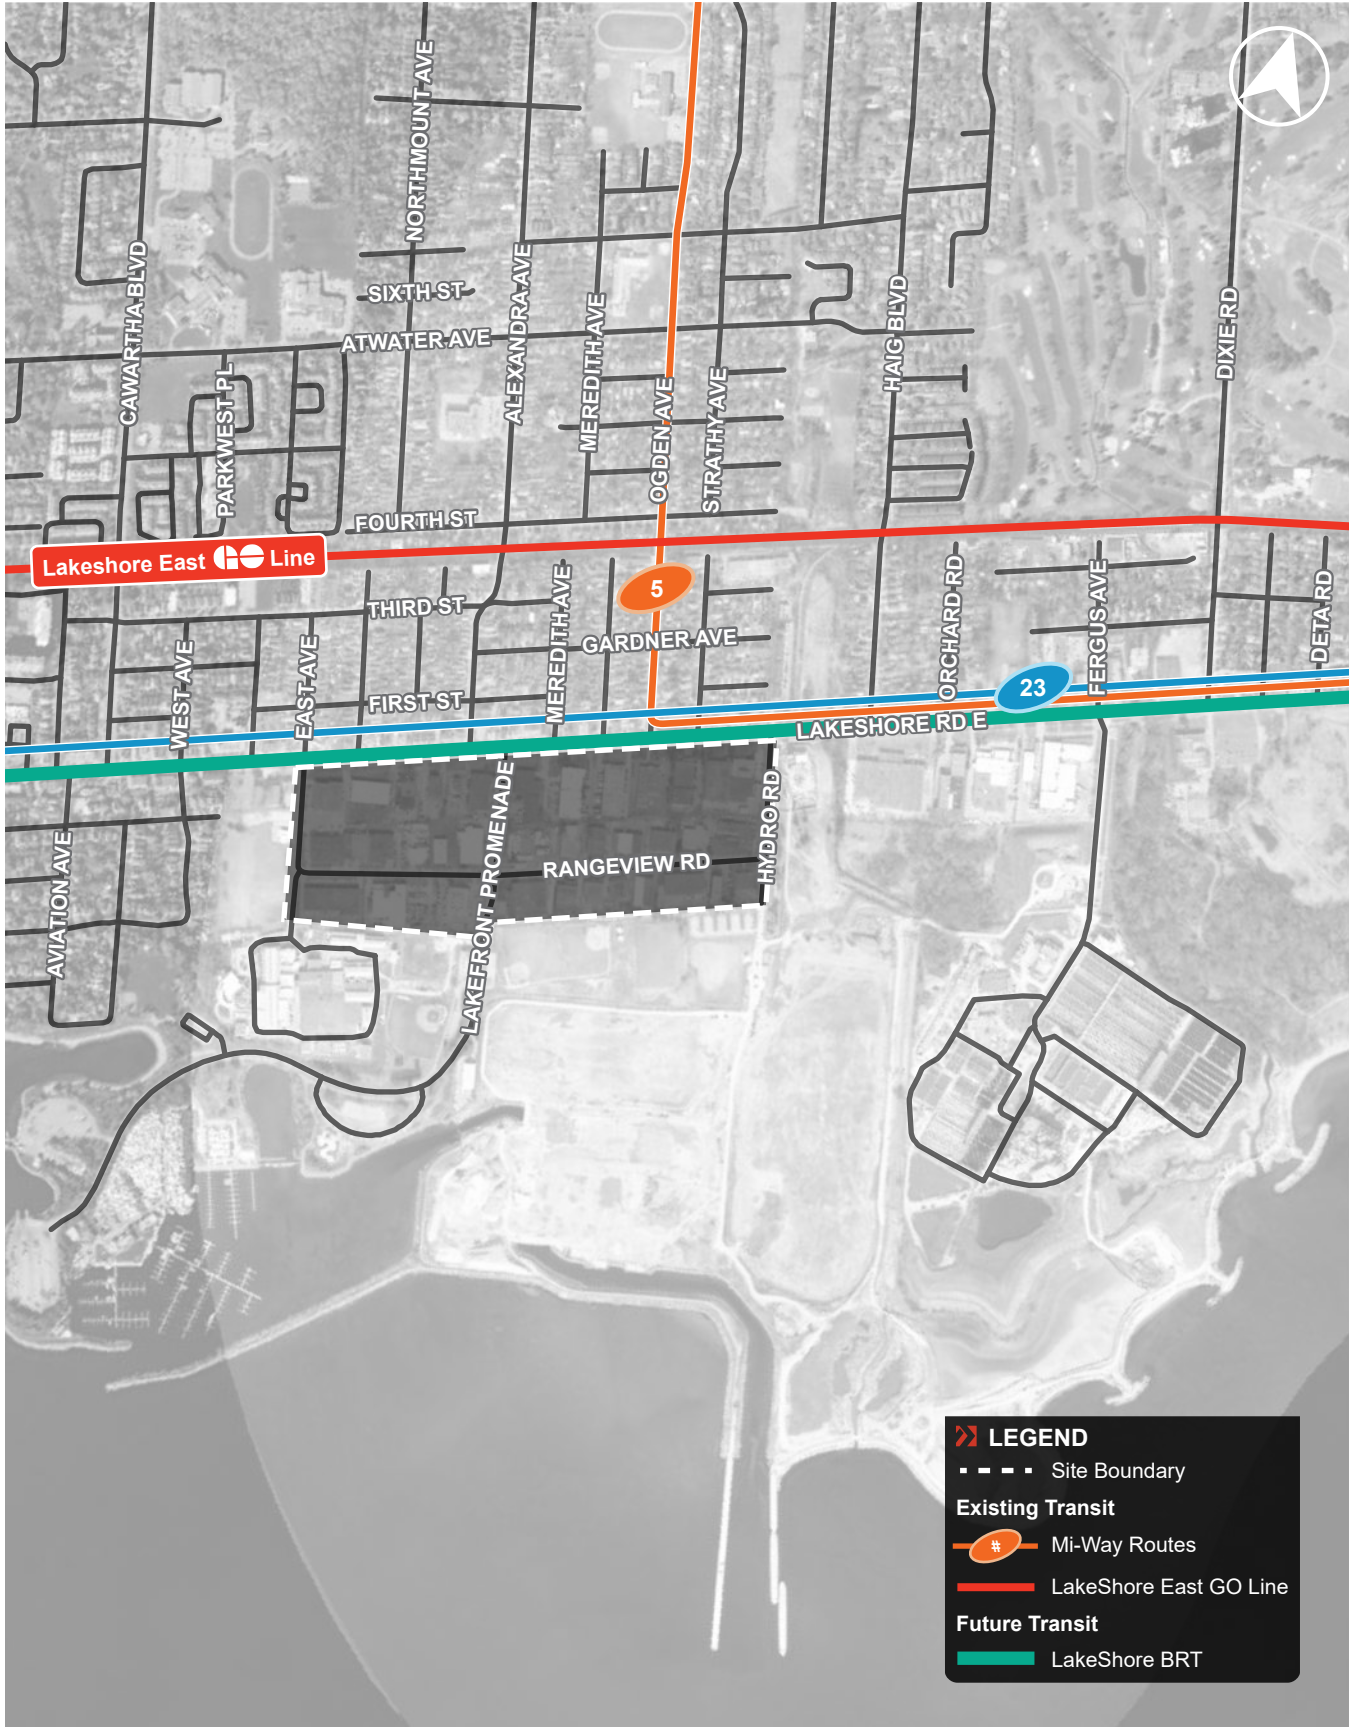 NORTHMOUNT AVE
CAWARTHA BLVD
SIXTH ST
ALEXANDRA AVE
MEREDITH AVE
HAIG BLVD
DIXIE RD
ATWATER AVE
PARKWEST PL
OGDEN AVE
STRATHY AVE
FOURTH ST
Lakeshore East GO Line
5
THIRD ST
MEREDITH AVE
GARDNER AVE
ORCHARD RD
FERGUS AVE
DETA RD
WEST AVE
EAST AVE
FIRST ST
23
LAKESHORE RD E
LAKEFRONT PROMENADE
HYDRO RD
RANGEVIEW RD
AVIATION AVE
LEGEND
Site Boundary
Existing Transit
# Mi-Way Routes
LakeShore East GO Line
Future Transit
LakeShore BRT